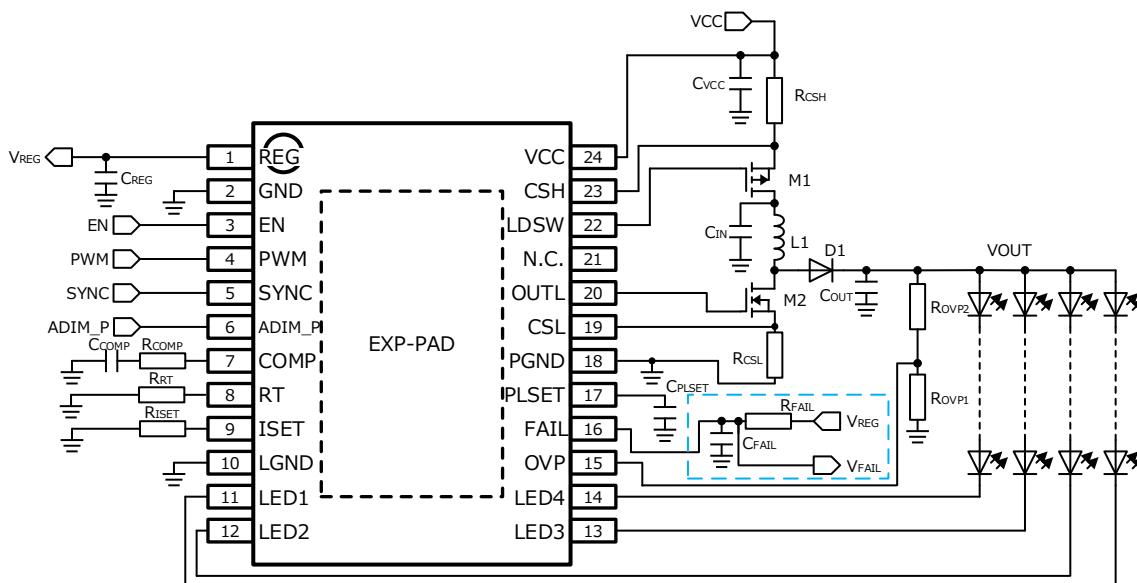 VCC
CVCC
RCSH
VREG
CREG
1 REG
VCC 24
M1
2 GND
CSH 23
EN
3 EN
LDSW 22
CIN
L1
PWM
4 PWM
N.C. 21
D1
VOUT
SYNC
5 SYNC
OUTL 20
M2
COUT
ROVP2
ADIM_P
6 ADIM_P
CSL 19
CCOMP
RCOMP
EXP-PAD
7 COMP
PGND 18
RCSL
RRT
8 RT
PLSET 17
CPLSET
ROVP1
RISET
9 ISET
FAIL 16
RFAIL
VREG
CFAIL
10 LGND
OVP 15
VFAIL
11 LED1
LED4 14
12 LED2
LED3 13